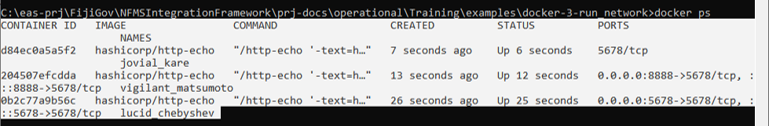 C:\eas-prj\FijiGov\NFMSIntegrationFramework\prj-docs\operational\Training\examples\docker-3-run_network>docker ps
CONTAINER ID   IMAGE                 COMMAND                  CREATED          STATUS          PORTS
                    NAMES
d84ec0a5a5f2   hashicorp/http-echo   "/http-echo '-text=h…"   7 seconds ago    Up 6 seconds    5678/tcp
                    jovial_kare
204507efcdda   hashicorp/http-echo   "/http-echo '-text=h…"   13 seconds ago   Up 12 seconds   0.0.0.0:8888->5678/tcp, :
::8888->5678/tcp   vigilant_matsumoto
0b2c77a9b56c   hashicorp/http-echo   "/http-echo '-text=h…"   26 seconds ago   Up 25 seconds   0.0.0.0:5678->5678/tcp, :
::5678->5678/tcp   lucid_chebyshev